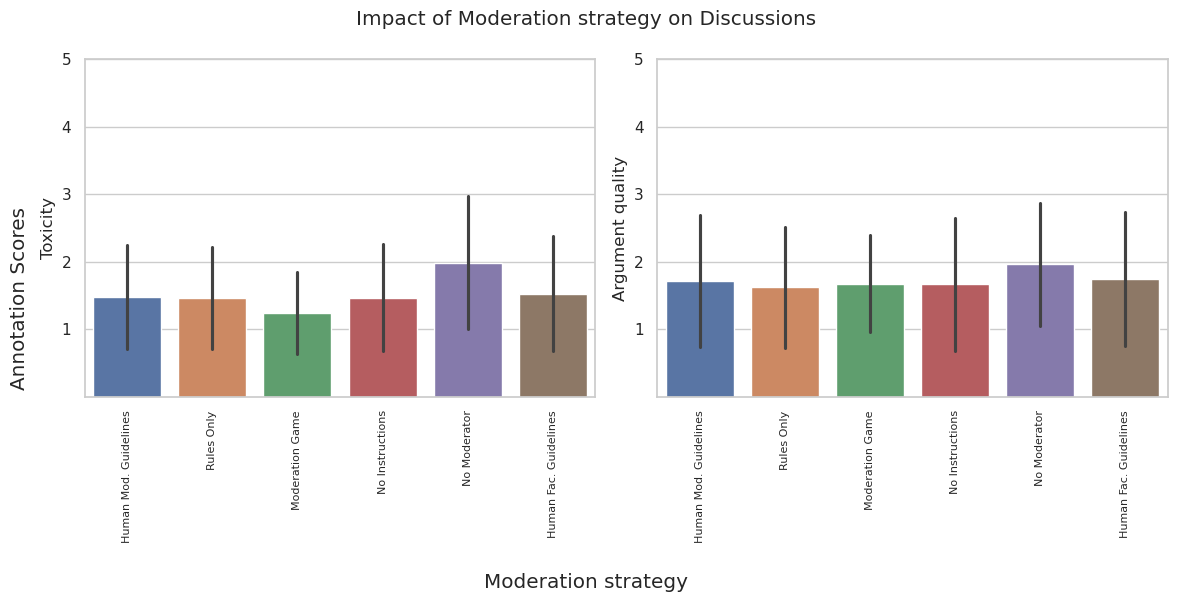 Impact of Moderation strategy on Discussions
Annotation Scores
Toxicity
5
4
3
2
1
Human Mod. Guidelines
Rules Only
Moderation Game
No Instructions
No Moderator
Human Fac. Guidelines
Argument quality
5
4
3
2
1
Human Mod. Guidelines
Rules Only
Moderation Game
No Instructions
No Moderator
Human Fac. Guidelines
Moderation strategy